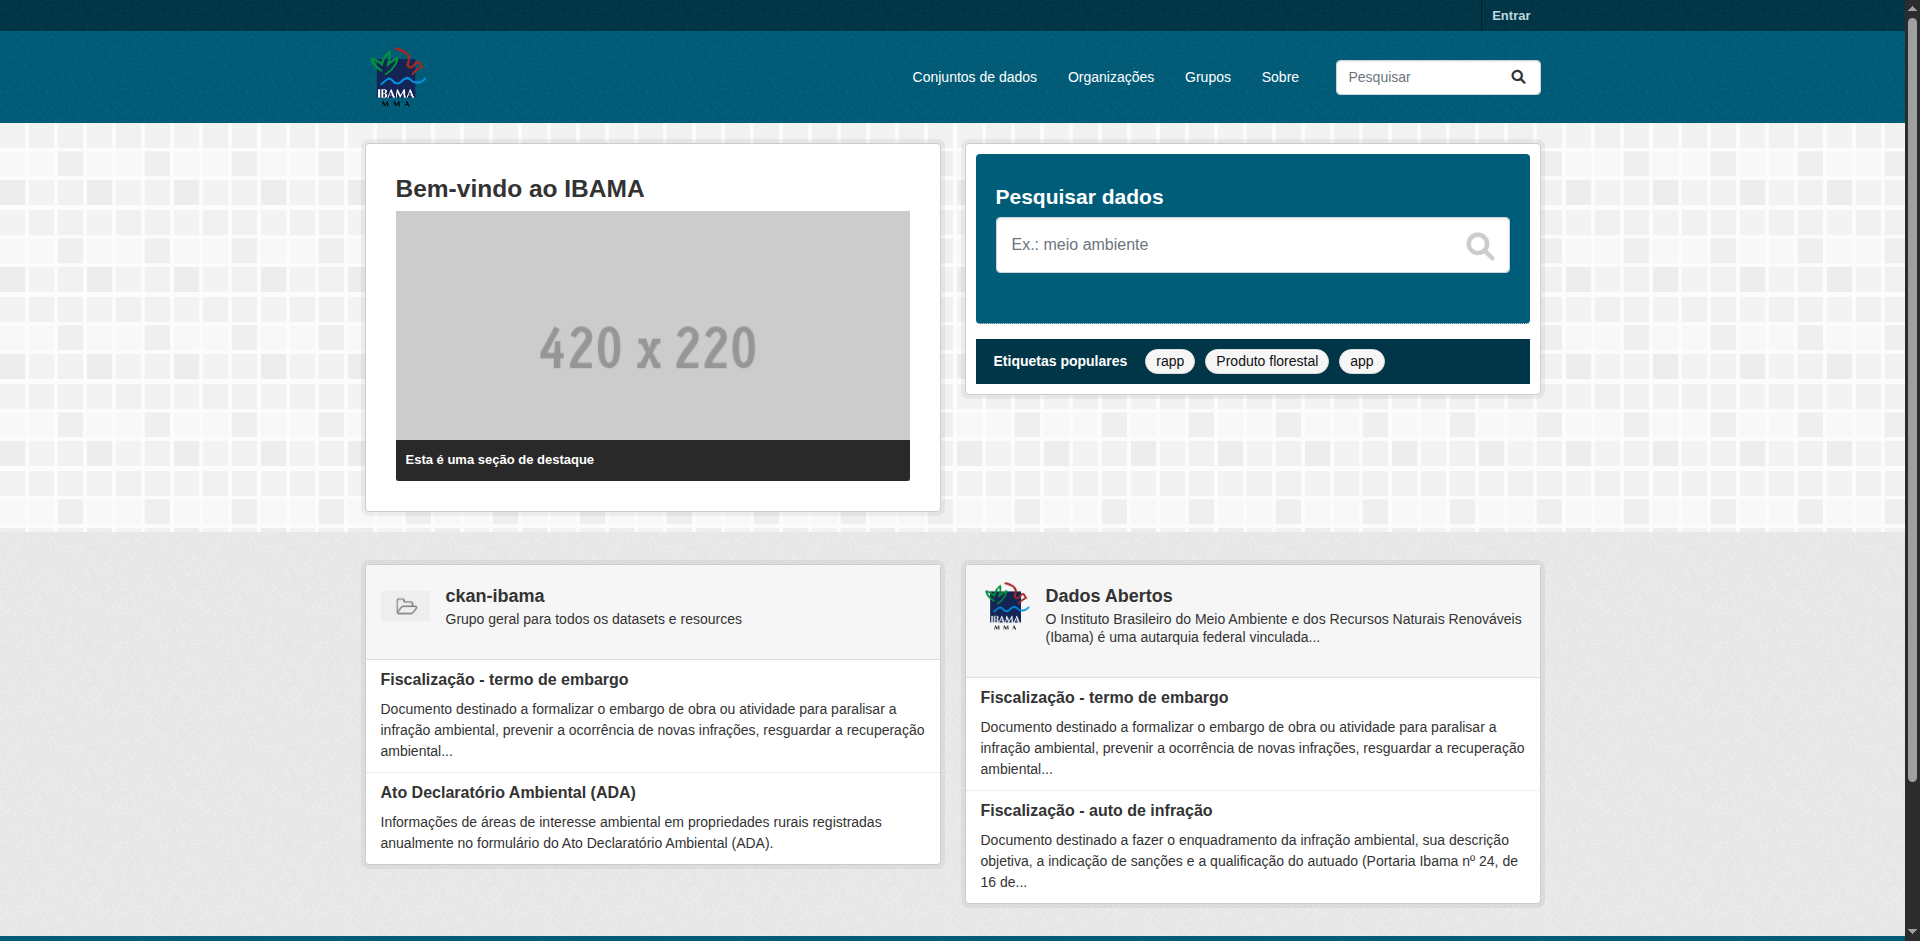 Entrar
IBAMA
M M A
Conjuntos de dados Organizações Grupos Sobre Pesquisar
Bem-vindo ao IBAMA
420 x 220
Esta é uma seção de destaque
Pesquisar dados
Ex.: meio ambiente
Etiquetas populares rapp Produto florestal app
ckan-ibama
Grupo geral para todos os datasets e resources
Fiscalização - termo de embargo
Documento destinado a formalizar o embargo de obra ou atividade para paralisar a
infração ambiental, prevenir a ocorrência de novas infrações, resguardar a recuperação
ambiental...
Ato Declaratório Ambiental (ADA)
Informações de áreas de interesse ambiental em propriedades rurais registradas
anualmente no formulário do Ato Declaratório Ambiental (ADA).
IBAMA
M M A
Dados Abertos
O Instituto Brasileiro do Meio Ambiente e dos Recursos Naturais Renováveis
(Ibama) é uma autarquia federal vinculada...
Fiscalização - termo de embargo
Documento destinado a formalizar o embargo de obra ou atividade para paralisar a
infração ambiental, prevenir a ocorrência de novas infrações, resguardar a recuperação
ambiental...
Fiscalização - auto de infração
Documento destinado a fazer o enquadramento da infração ambiental, sua descrição
objetiva, a indicação de sanções e a qualificação do autuado (Portaria Ibama nº 24, de
16 de...